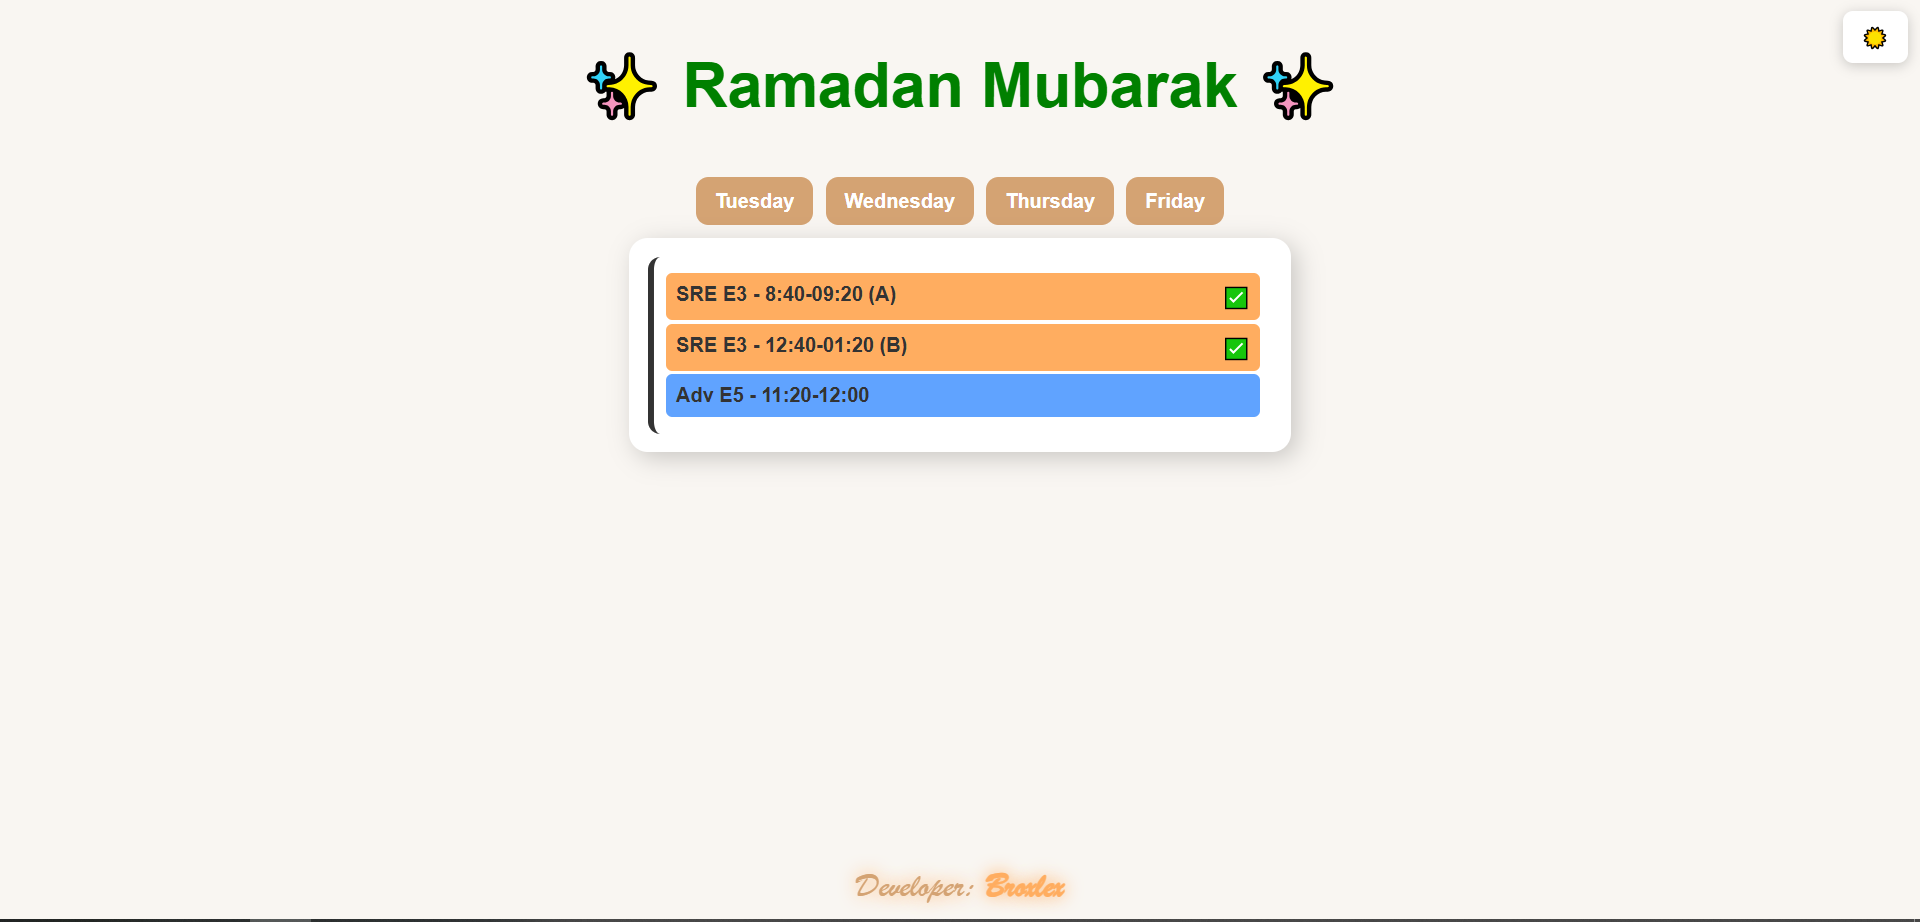 Ramadan Mubarak
Tuesday Wednesday Thursday Friday
SRE E3 - 8:40-09:20 (A)
SRE E3 - 12:40-01:20 (B)
Adv E5 - 11:20-12:00
Developer: Broxlex